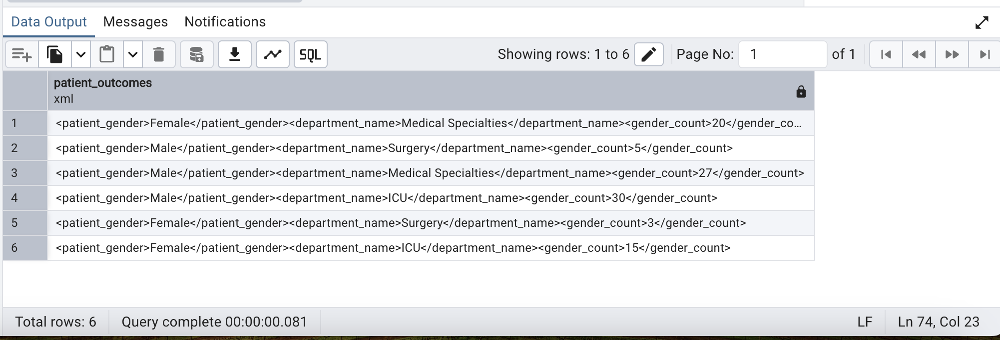 Data Output Messages Notifications
SQL Showing rows: 1 to 6 Page No: 1 of 1
patient_outcomes
xml
1 <patient_gender>Female</patient_gender><department_name>Medical Specialties</department_name><gender_count>20</gender_co...
2 <patient_gender>Male</patient_gender><department_name>Surgery</department_name><gender_count>5</gender_count>
3 <patient_gender>Male</patient_gender><department_name>Medical Specialties</department_name><gender_count>27</gender_count>
4 <patient_gender>Male</patient_gender><department_name>ICU</department_name><gender_count>30</gender_count>
5 <patient_gender>Female</patient_gender><department_name>Surgery</department_name><gender_count>3</gender_count>
6 <patient_gender>Female</patient_gender><department_name>ICU</department_name><gender_count>15</gender_count>
Total rows: 6 Query complete 00:00:00.081 LF Ln 74, Col 23